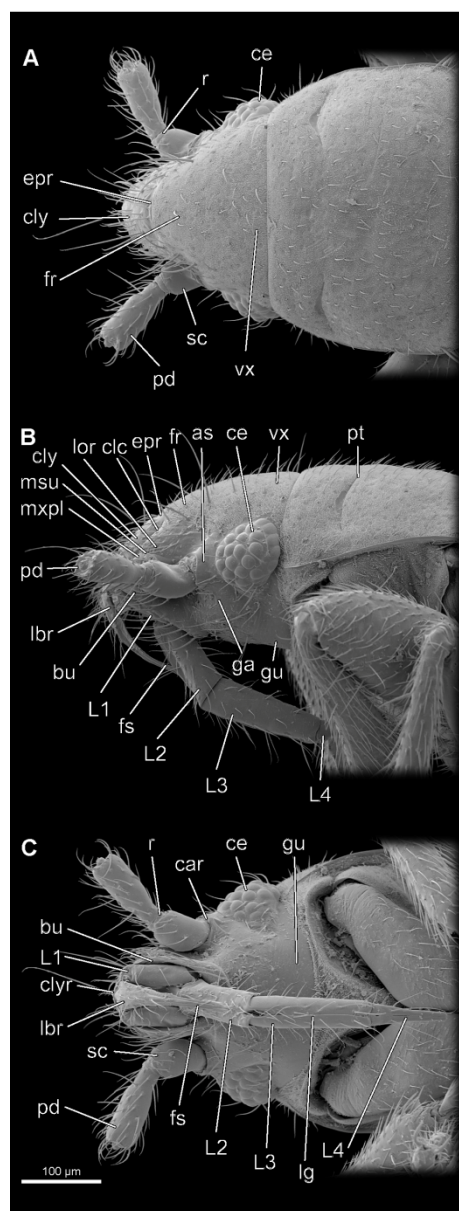 A
ce
r
epr
cly
fr
sc
vx
pd
B
lor clc epr fr as ce vx pt
cly
msu
mxpl
pd
lbr
bu
ga
gu
L1
fs
L2
L3
L4
C
r car ce gu
bu
L1
clyr
lbr
sc
pd
fs
L2
L3
lg
L4
100 µm